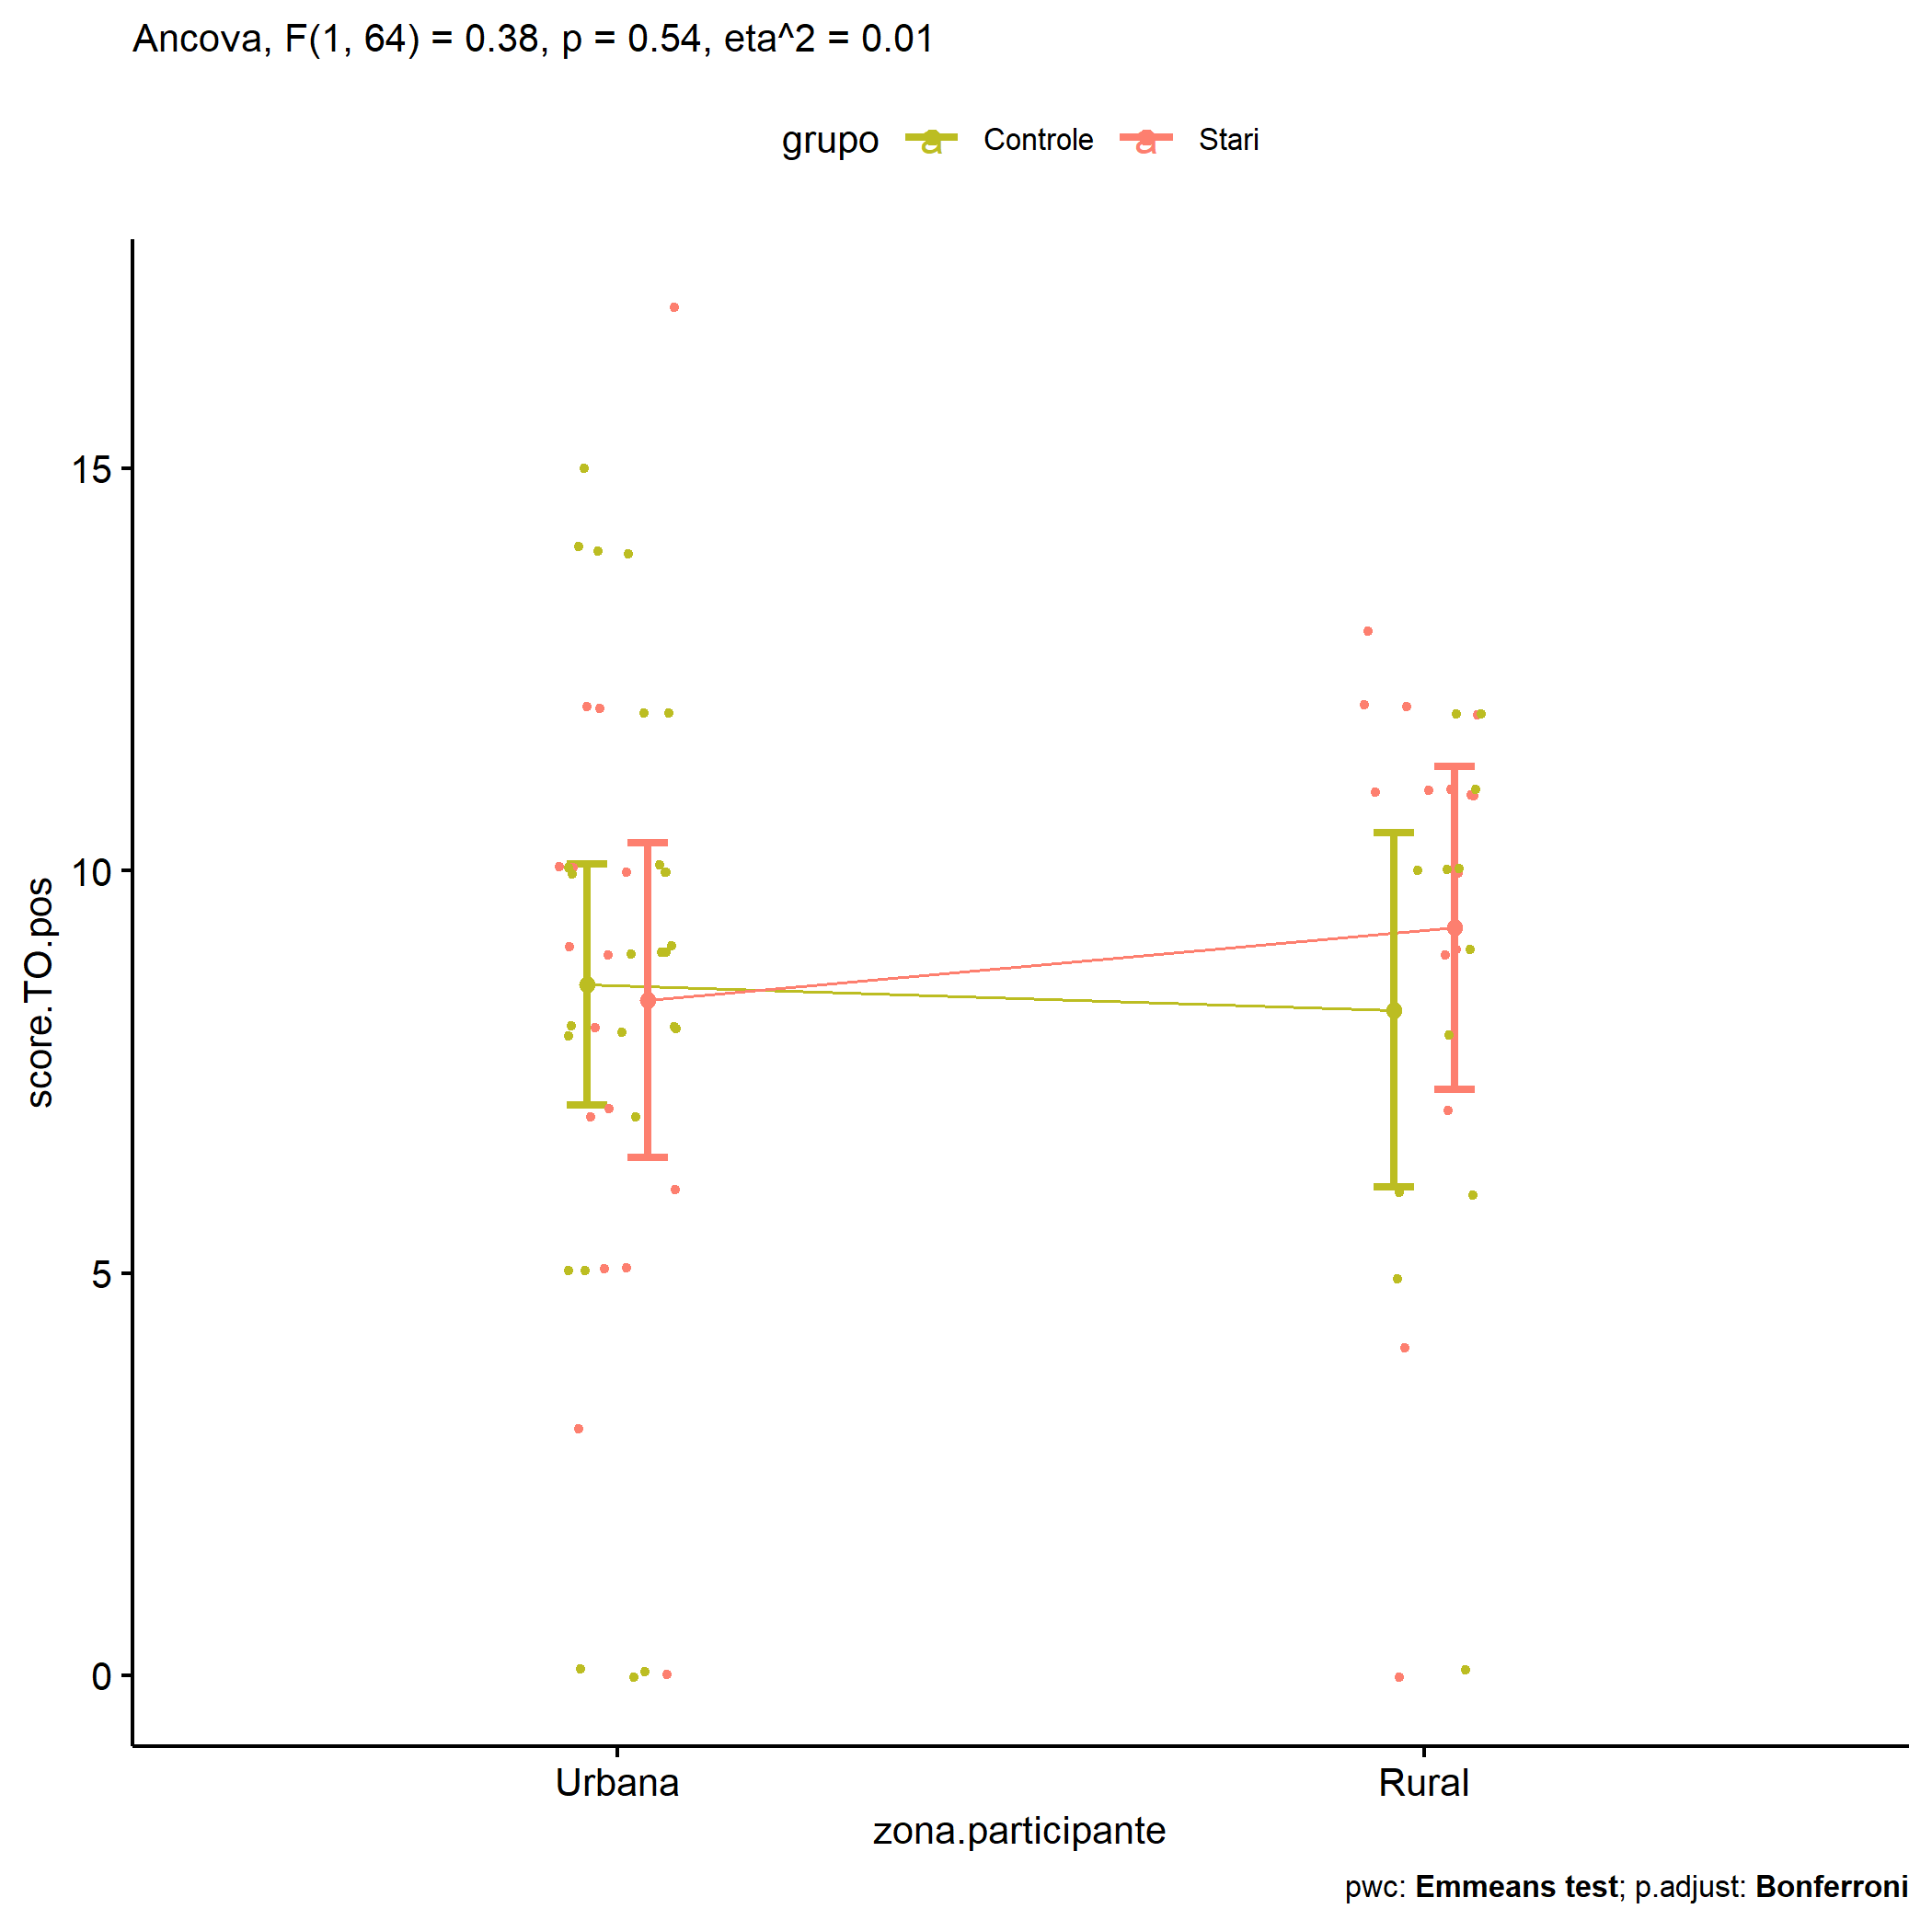 Ancova, F(1, 64) = 0.38, p = 0.54, eta^2 = 0.01
grupo a Controle a Stari
15
10
5
0
score.TO.pos
Urbana Rural
zona.participante
pwc: Emmeans test; p.adjust: Bonferroni